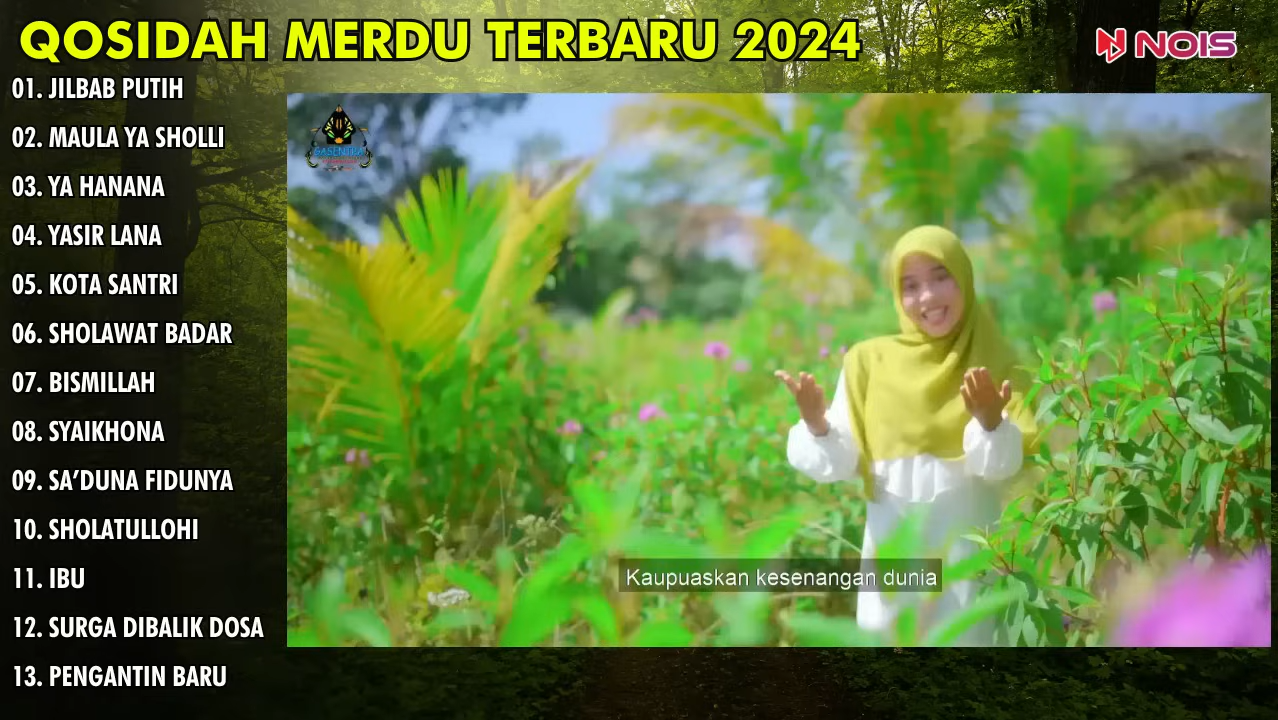 QOSIDAH MERDU TERBARU 2024
NOIS
01. JILBAB PUTIH
02. MAULA YA SHOLLI
03. YA HANANA
04. YASIR LANA
05. KOTA SANTRI
06. SHOLAWAT BADAR
07. BISMILLAH
08. SYAIKHONA
09. SA’DUNA FIDUNYA
10. SHOLATULLOHI
11. IBU
12. SURGA DIBALIK DOSA
13. PENGANTIN BARU
GASENTRA
Kaupuaskan kesenangan dunia